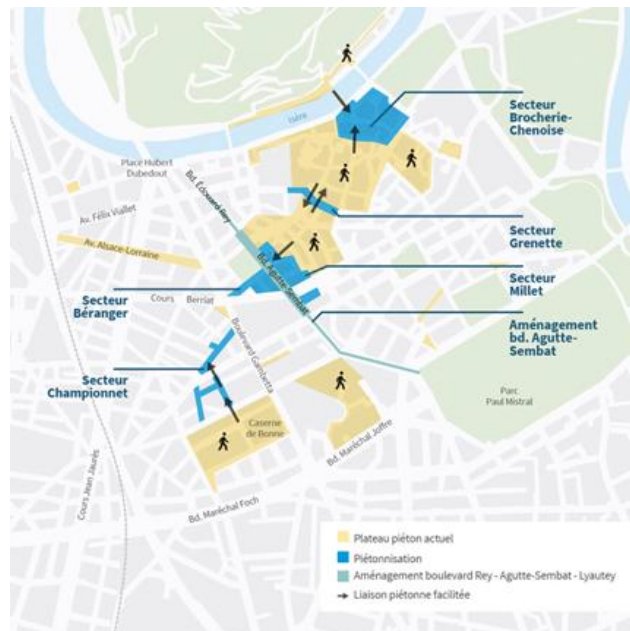 Isère
Secteur
Brocherie-
Chenoise
Place Hubert
Dubedout
Bd. Édouard Rey
Av. Félix Viallet
Secteur
Grenette
Av. Alsace-Lorraine
Bd. Agutte-Sembat
Secteur
Millet
Secteur
Béranger
Cours Berriat
Aménagement
bd. Agutte-
Sembat
Boulevard Gambetta
Secteur
Championnet
Parc
Paul Mistral
Caserne
de Bonne
Bd. Maréchal Joffre
Cours Jean Jaurès
Bd. Maréchal Foch
Plateau piéton actuel
Piétonnisation
Aménagement boulevard Rey - Agutte-Sembat - Lyautey
Liaison piétonne facilitée